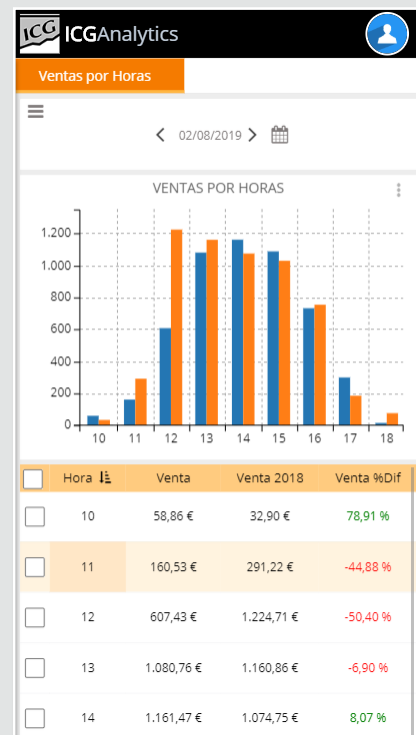 ICG ICGAnalytics
Ventas por Horas
02/08/2019
VENTAS POR HORAS
1.200
1.000
800
600
400
200
0
10 11 12 13 14 15 16 17 18
Hora Venta Venta 2018 Venta %Dif
10 58,86 € 32,90 € 78,91 %
11 160,53 € 291,22 € -44,88 %
12 607,43 € 1.224,71 € -50,40 %
13 1.080,76 € 1.160,86 € -6,90 %
14 1.161,47 € 1.074,75 € 8,07 %